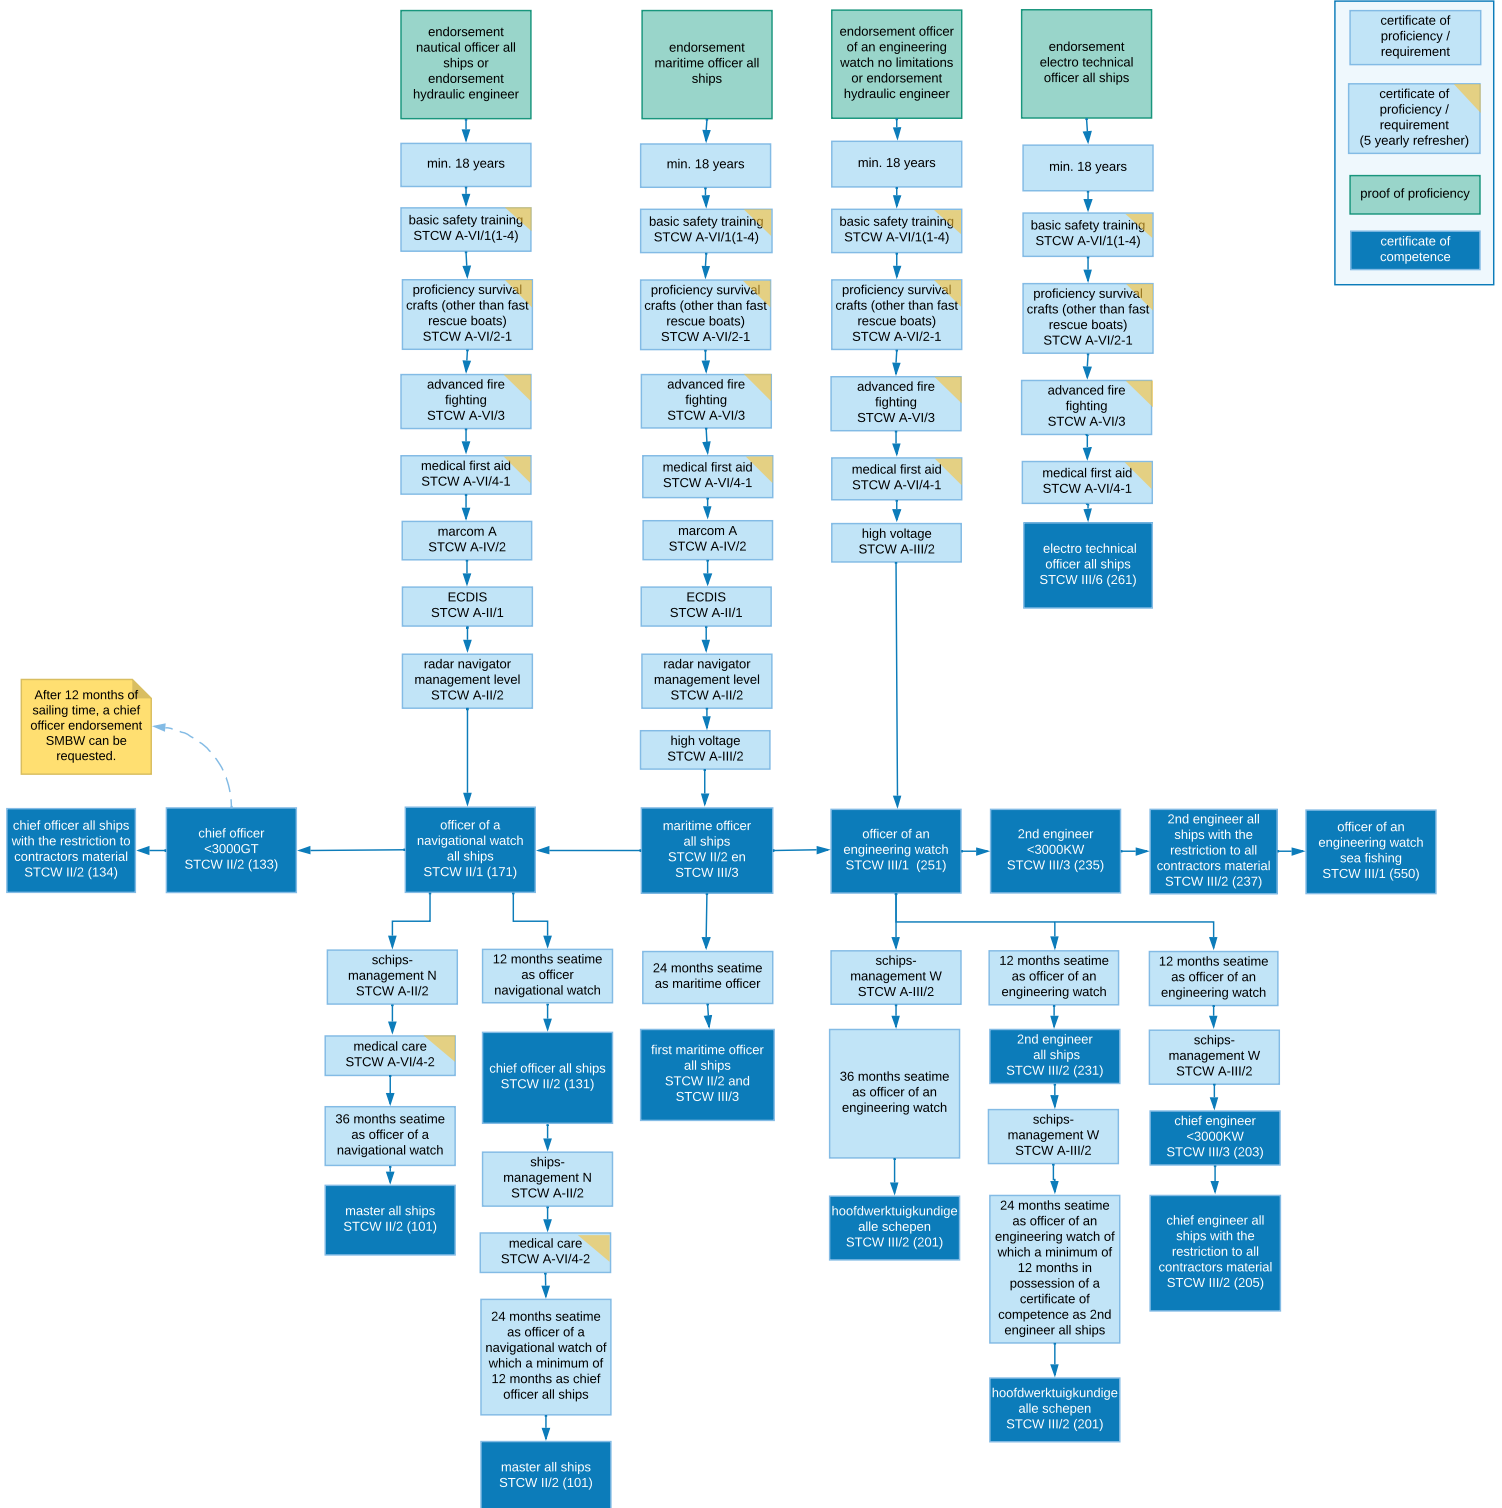 endorsement
nautical officer all
ships or
endorsement
hydraulic engineer
min. 18 years
basic safety training
STCW A-VI/1(1-4)
proficiency survival
crafts (other than fast
rescue boats)
STCW A-VI/2-1
advanced fire
fighting
STCW A-VI/3
medical first aid
STCW A-VI/4-1
marcom A
STCW A-IV/2
ECDIS
STCW A-II/1
radar navigator
management level
STCW A-II/2
endorsement
maritime officer all
ships
min. 18 years
basic safety training
STCW A-VI/1(1-4)
proficiency survival
crafts (other than fast
rescue boats)
STCW A-VI/2-1
advanced fire
fighting
STCW A-VI/3
medical first aid
STCW A-VI/4-1
marcom A
STCW A-IV/2
ECDIS
STCW A-II/1
radar navigator
management level
STCW A-II/2
high voltage
STCW A-III/2
endorsement officer
of an engineering
watch no limitations
or endorsement
hydraulic engineer
min. 18 years
basic safety training
STCW A-VI/1(1-4)
proficiency survival
crafts (other than fast
rescue boats)
STCW A-VI/2-1
advanced fire
fighting
STCW A-VI/3
medical first aid
STCW A-VI/4-1
high voltage
STCW A-III/2
endorsement
electro technical
officer all ships
min. 18 years
basic safety training
STCW A-VI/1(1-4)
proficiency survival
crafts (other than fast
rescue boats)
STCW A-VI/2-1
advanced fire
fighting
STCW A-VI/3
medical first aid
STCW A-VI/4-1
electro technical
officer all ships
STCW III/6 (261)
certificate of
proficiency /
requirement
certificate of
proficiency /
requirement
(5 yearly refresher)
proof of proficiency
certificate of
competence
After 12 months of
sailing time, a chief
officer endorsement
SMBW can be
requested.
chief officer all ships
with the restriction to
contractors material
STCW II/2 (134)
chief officer
<3000GT
STCW II/2 (133)
officer of a
navigational watch
all ships
STCW II/1 (171)
maritime officer
all ships
STCW II/2 en
STCW III/3
officer of an
engineering watch
STCW III/1 (251)
2nd engineer
<3000KW
STCW III/3 (235)
2nd engineer all
ships with the
restriction to all
contractors material
STCW III/2 (237)
officer of an
engineering watch
sea fishing
STCW III/1 (550)
schips-
management N
STCW A-II/2
medical care
STCW A-VI/4-2
36 months seatime
as officer of a
navigational watch
master all ships
STCW II/2 (101)
12 months seatime
as officer
navigational watch
chief officer all ships
STCW II/2 (131)
ships-
management N
STCW A-II/2
medical care
STCW A-VI/4-2
24 months seatime
as officer of a
navigational watch of
which a minimum of
12 months as chief
officer all ships
master all ships
STCW II/2 (101)
24 months seatime
as maritime officer
first maritime officer
all ships
STCW II/2 and
STCW III/3
schips-
management W
STCW A-III/2
36 months seatime
as officer of an
engineering watch
hoofdwerktuigkundige
alle schepen
STCW III/2 (201)
12 months seatime
as officer of an
engineering watch
2nd engineer
all ships
STCW III/2 (231)
schips-
management W
STCW A-III/2
24 months seatime
as officer of an
engineering watch of
which a minimum of
12 months in
possession of a
certificate of
competence as 2nd
engineer all ships
hoofdwerktuigkundige
alle schepen
STCW III/2 (201)
12 months seatime
as officer of an
engineering watch
schips-
management W
STCW A-III/2
chief engineer
<3000KW
STCW III/3 (203)
chief engineer all
ships with the
restriction to all
contractors material
STCW III/2 (205)